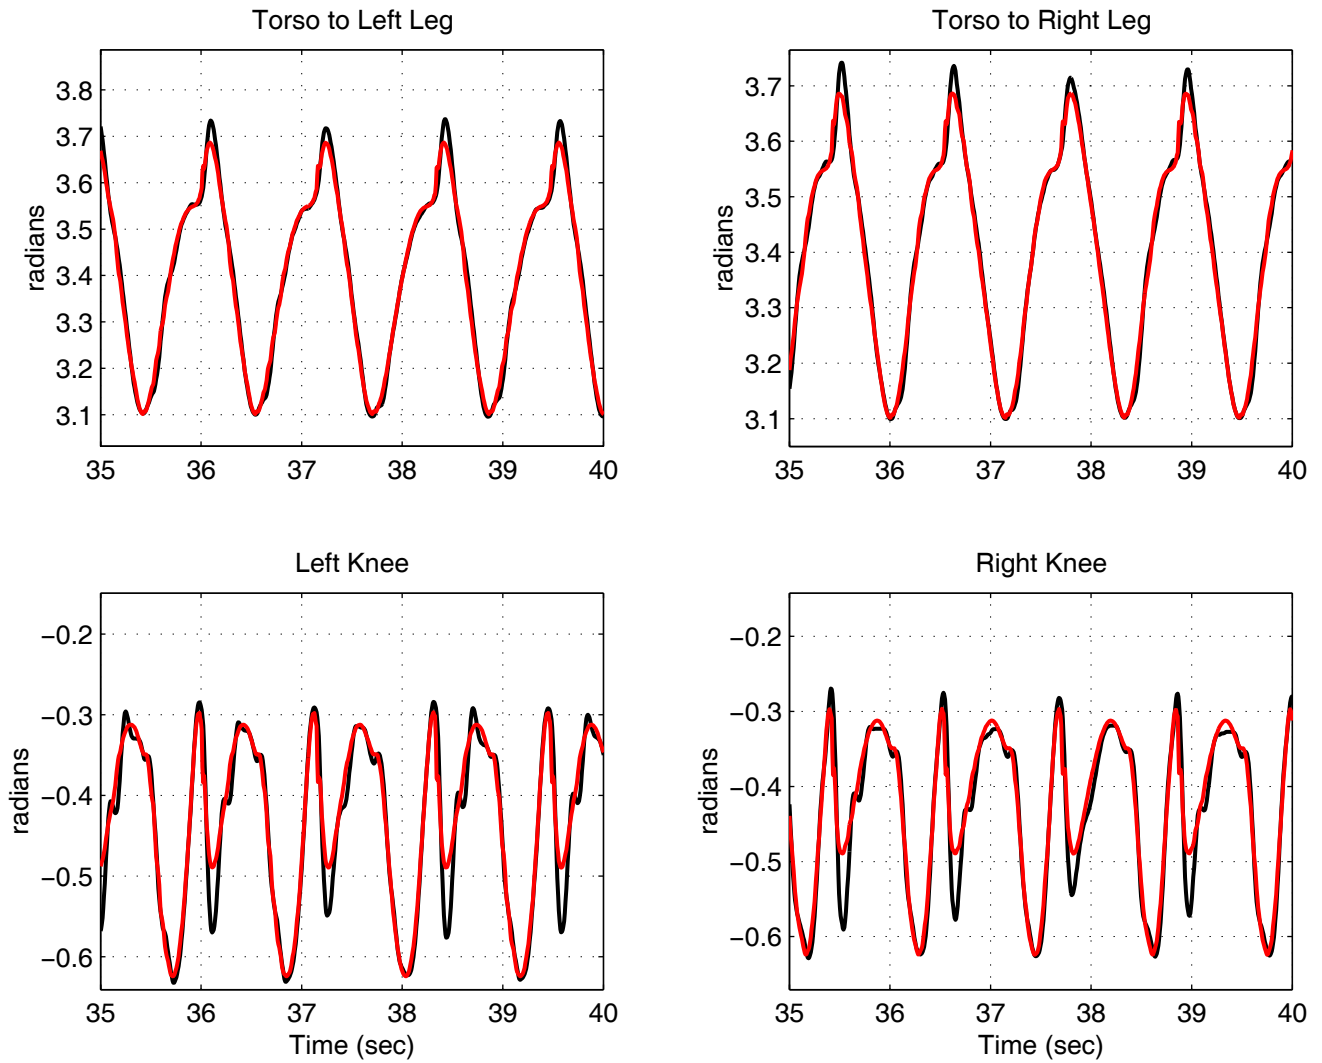 Torso to Left Leg
3.8
3.7
3.6
3.5
3.4
3.3
3.2
3.1
radians
35 36 37 38 39 40
Torso to Right Leg
3.7
3.6
3.5
3.4
3.3
3.2
3.1
radians
35 36 37 38 39 40
Left Knee
−0.2
−0.3
−0.4
−0.5
−0.6
radians
35 36 37 38 39 40
Time (sec)
Right Knee
−0.2
−0.3
−0.4
−0.5
−0.6
radians
35 36 37 38 39 40
Time (sec)